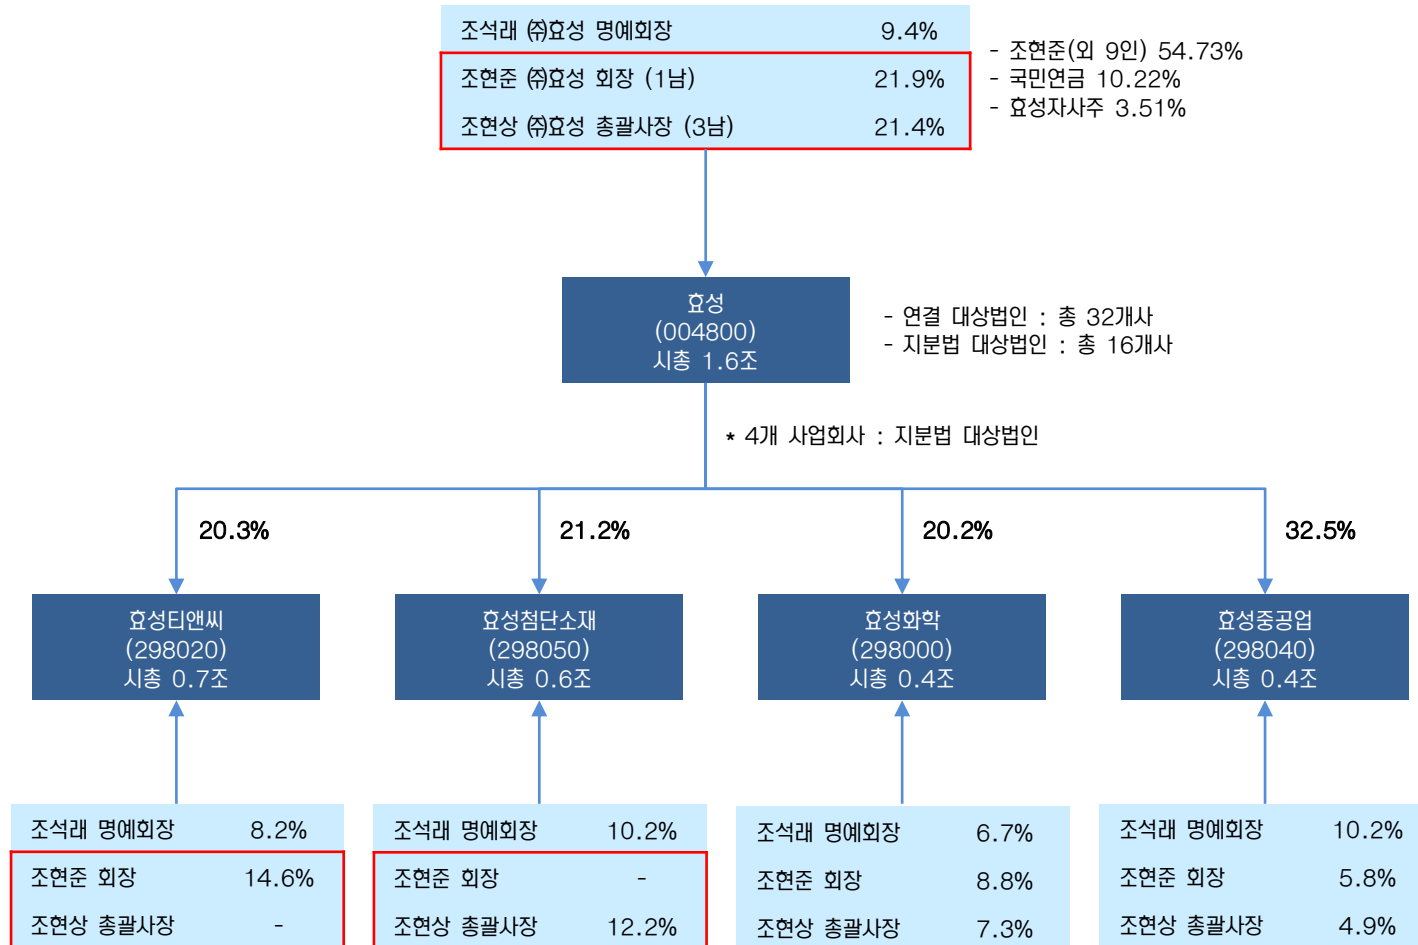 조석래 ㈜효성 명예회장 9.4%
조현준 ㈜효성 회장 (1남) 21.9%
조현상 ㈜효성 총괄사장 (3남) 21.4%
- 조현준(외 9인) 54.73%
- 국민연금 10.22%
- 효성자사주 3.51%
효성
(004800)
시총 1.6조
- 연결 대상법인 : 총 32개사
- 지분법 대상법인 : 총 16개사
* 4개 사업회사 : 지분법 대상법인
20.3%
21.2%
20.2%
32.5%
효성티앤씨
(298020)
시총 0.7조
효성첨단소재
(298050)
시총 0.6조
효성화학
(298000)
시총 0.4조
효성중공업
(298040)
시총 0.4조
조석래 명예회장 8.2%
조현준 회장 14.6%
조현상 총괄사장 -
조석래 명예회장 10.2%
조현준 회장 -
조현상 총괄사장 12.2%
조석래 명예회장 6.7%
조현준 회장 8.8%
조현상 총괄사장 7.3%
조석래 명예회장 10.2%
조현준 회장 5.8%
조현상 총괄사장 4.9%